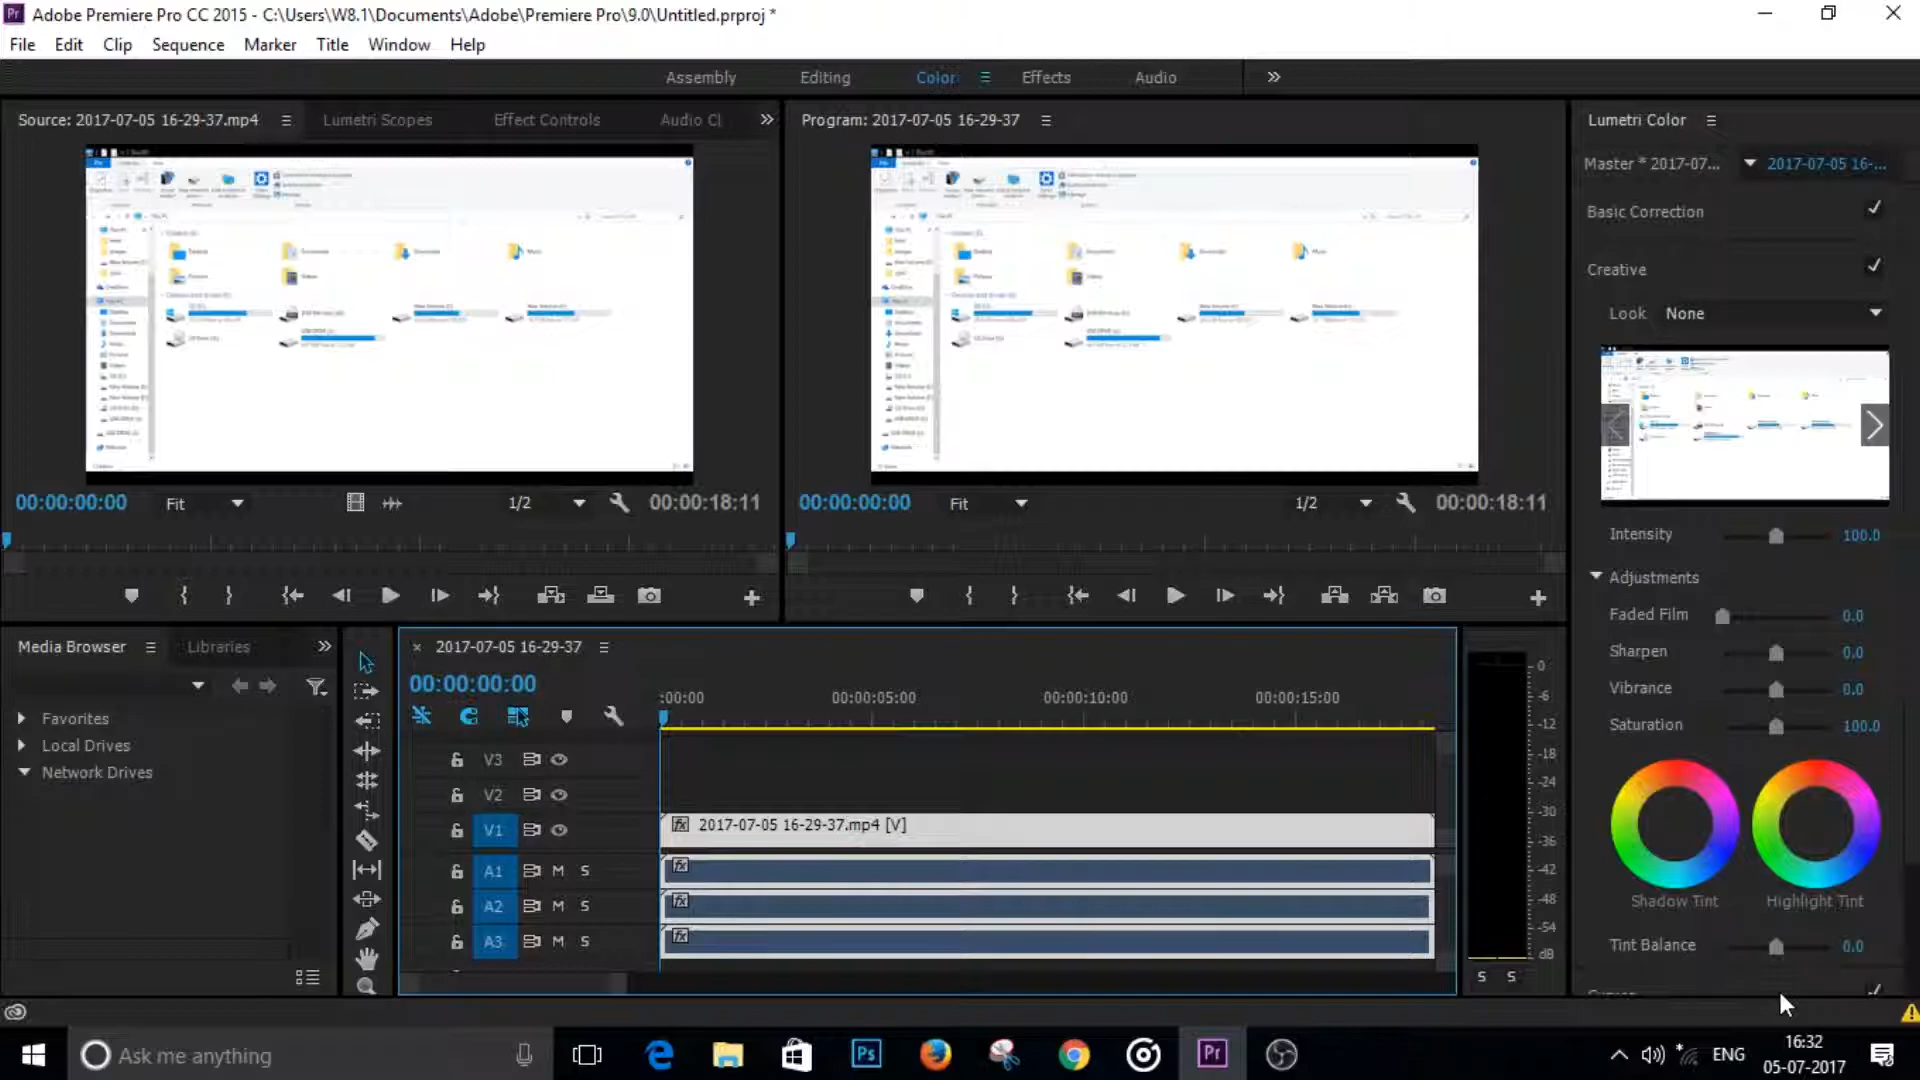 Pr Adobe Premiere Pro CC 2015 - C:\Users\W8.1\Documents\Adobe\Premiere Pro\9.0\Untitled.prproj *
File Edit Clip Sequence Marker Title Window Help
Assembly Editing Color Effects Audio
Source: 2017-07-05 16-29-37.mp4 Lumetri Scopes Effect Controls Audio Cl
Program: 2017-07-05 16-29-37
Lumetri Color
Master * 2017-07... 2017-07-05 16-...
Basic Correction
Creative
Look None
00:00:00:00 Fit 1/2 00:00:18:11
00:00:00:00 Fit 1/2 00:00:18:11
Intensity 100.0
Adjustments
Faded Film 0.0
Sharpen 0.0
Vibrance 0.0
Saturation 100.0
Shadow Tint Highlight Tint
Tint Balance 0.0
Media Browser Libraries
Favorites
Local Drives
Network Drives
2017-07-05 16-29-37
00:00:00:00
:00:00 00:00:05:00 00:00:10:00 00:00:15:00
V3
V2
V1 fx 2017-07-05 16-29-37.mp4 [V]
A1 M S fx
A2 M S fx
A3 M S fx
0
-6
-12
-18
-24
-30
-36
-42
-48
-54
dB
S S
Ask me anything
Ps Pr
ENG
16:32
05-07-2017